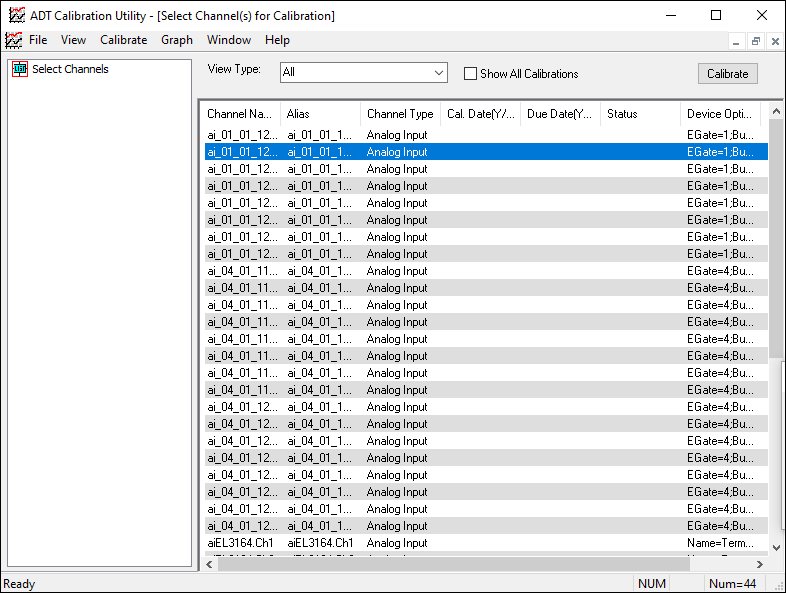 ADT Calibration Utility - [Select Channel(s) for Calibration]
File View Calibrate Graph Window Help
LIST Select Channels
View Type: All Show All Calibrations Calibrate
Channel Na... Alias Channel Type Cal. Date(Y/... Due Date(Y... Status Device Opti...
ai_01_01_12... ai_01_01_1... Analog Input EGate=1;Bu...
ai_01_01_12... ai_01_01_1... Analog Input EGate=1;Bu...
ai_01_01_12... ai_01_01_1... Analog Input EGate=1;Bu...
ai_01_01_12... ai_01_01_1... Analog Input EGate=1;Bu...
ai_01_01_12... ai_01_01_1... Analog Input EGate=1;Bu...
ai_01_01_12... ai_01_01_1... Analog Input EGate=1;Bu...
ai_01_01_12... ai_01_01_1... Analog Input EGate=1;Bu...
ai_01_01_12... ai_01_01_1... Analog Input EGate=1;Bu...
ai_04_01_11... ai_04_01_1... Analog Input EGate=4;Bu...
ai_04_01_11... ai_04_01_1... Analog Input EGate=4;Bu...
ai_04_01_11... ai_04_01_1... Analog Input EGate=4;Bu...
ai_04_01_11... ai_04_01_1... Analog Input EGate=4;Bu...
ai_04_01_11... ai_04_01_1... Analog Input EGate=4;Bu...
ai_04_01_11... ai_04_01_1... Analog Input EGate=4;Bu...
ai_04_01_11... ai_04_01_1... Analog Input EGate=4;Bu...
ai_04_01_11... ai_04_01_1... Analog Input EGate=4;Bu...
ai_04_01_12... ai_04_01_1... Analog Input EGate=4;Bu...
ai_04_01_12... ai_04_01_1... Analog Input EGate=4;Bu...
ai_04_01_12... ai_04_01_1... Analog Input EGate=4;Bu...
ai_04_01_12... ai_04_01_1... Analog Input EGate=4;Bu...
ai_04_01_12... ai_04_01_1... Analog Input EGate=4;Bu...
ai_04_01_12... ai_04_01_1... Analog Input EGate=4;Bu...
ai_04_01_12... ai_04_01_1... Analog Input EGate=4;Bu...
ai_04_01_12... ai_04_01_1... Analog Input EGate=4;Bu...
aiEL3164.Ch1 aiEL3164.Ch1 Analog Input Name=Term...
Ready NUM Num=44